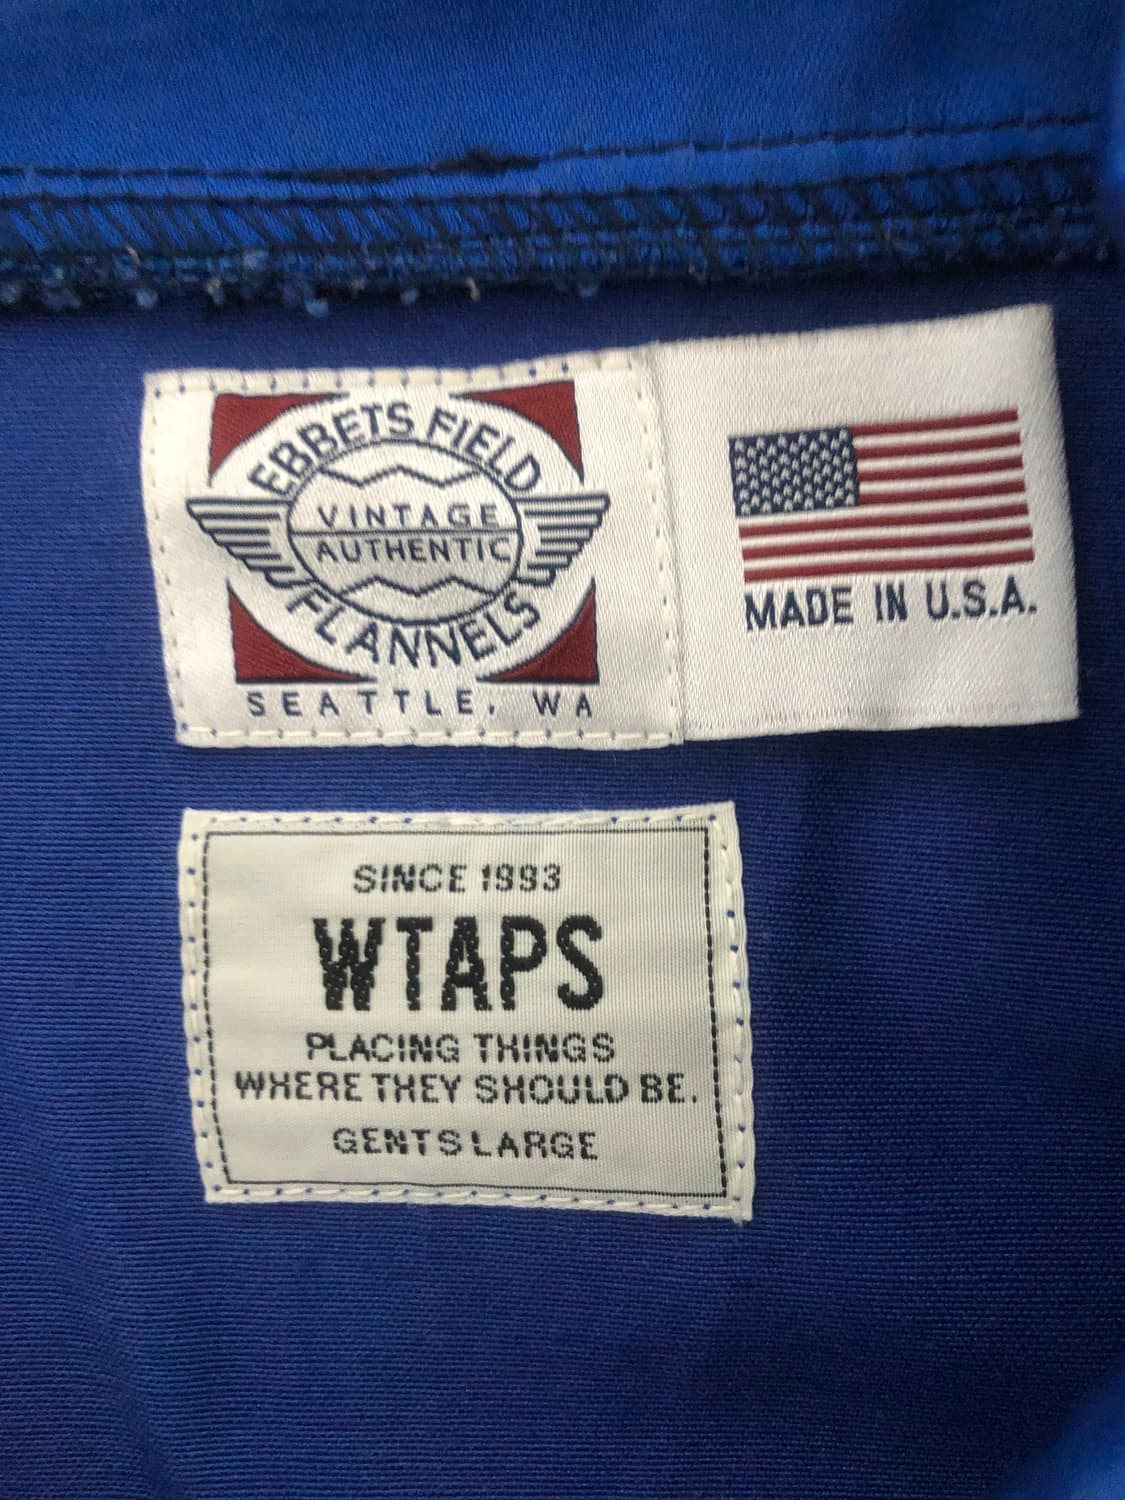 EBBETS FIELD
VINTAGE
AUTHENTIC
FLANNELS
SEATTLE, WA
MADE IN U.S.A.
SINCE 1993
WTAPS
PLACING THINGS
WHERE THEY SHOULD BE.
GENTS LARGE